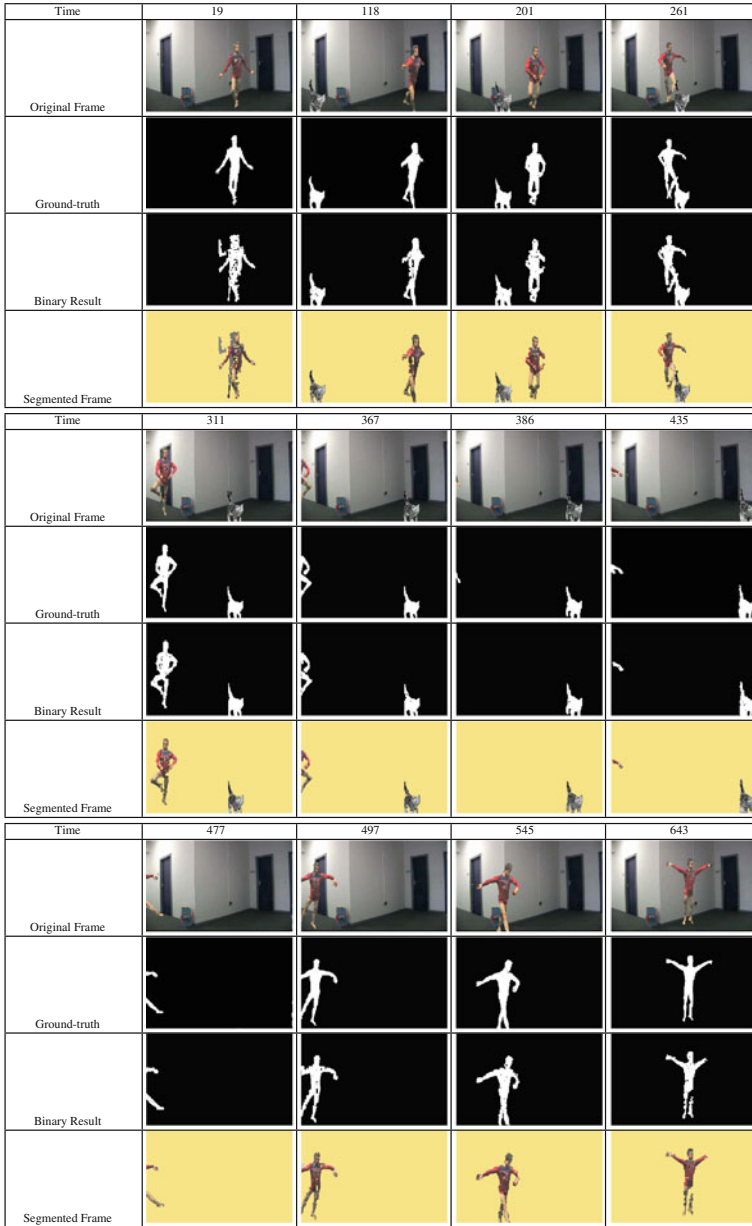 Time 19 118 201 261
Original Frame
Ground-truth
Binary Result
Segmented Frame
Time 311 367 386 435
Original Frame
Ground-truth
Binary Result
Segmented Frame
Time 477 497 545 643
Original Frame
Ground-truth
Binary Result
Segmented Frame